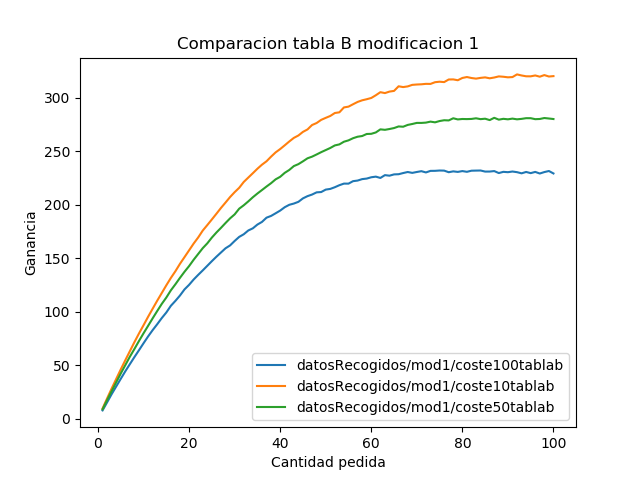 Comparacion tabla B modificacion 1
Ganancia
300
250
200
150
100
50
0
datosRecogidos/mod1/coste100tablab
datosRecogidos/mod1/coste10tablab
datosRecogidos/mod1/coste50tablab
0 20 40 60 80 100
Cantidad pedida